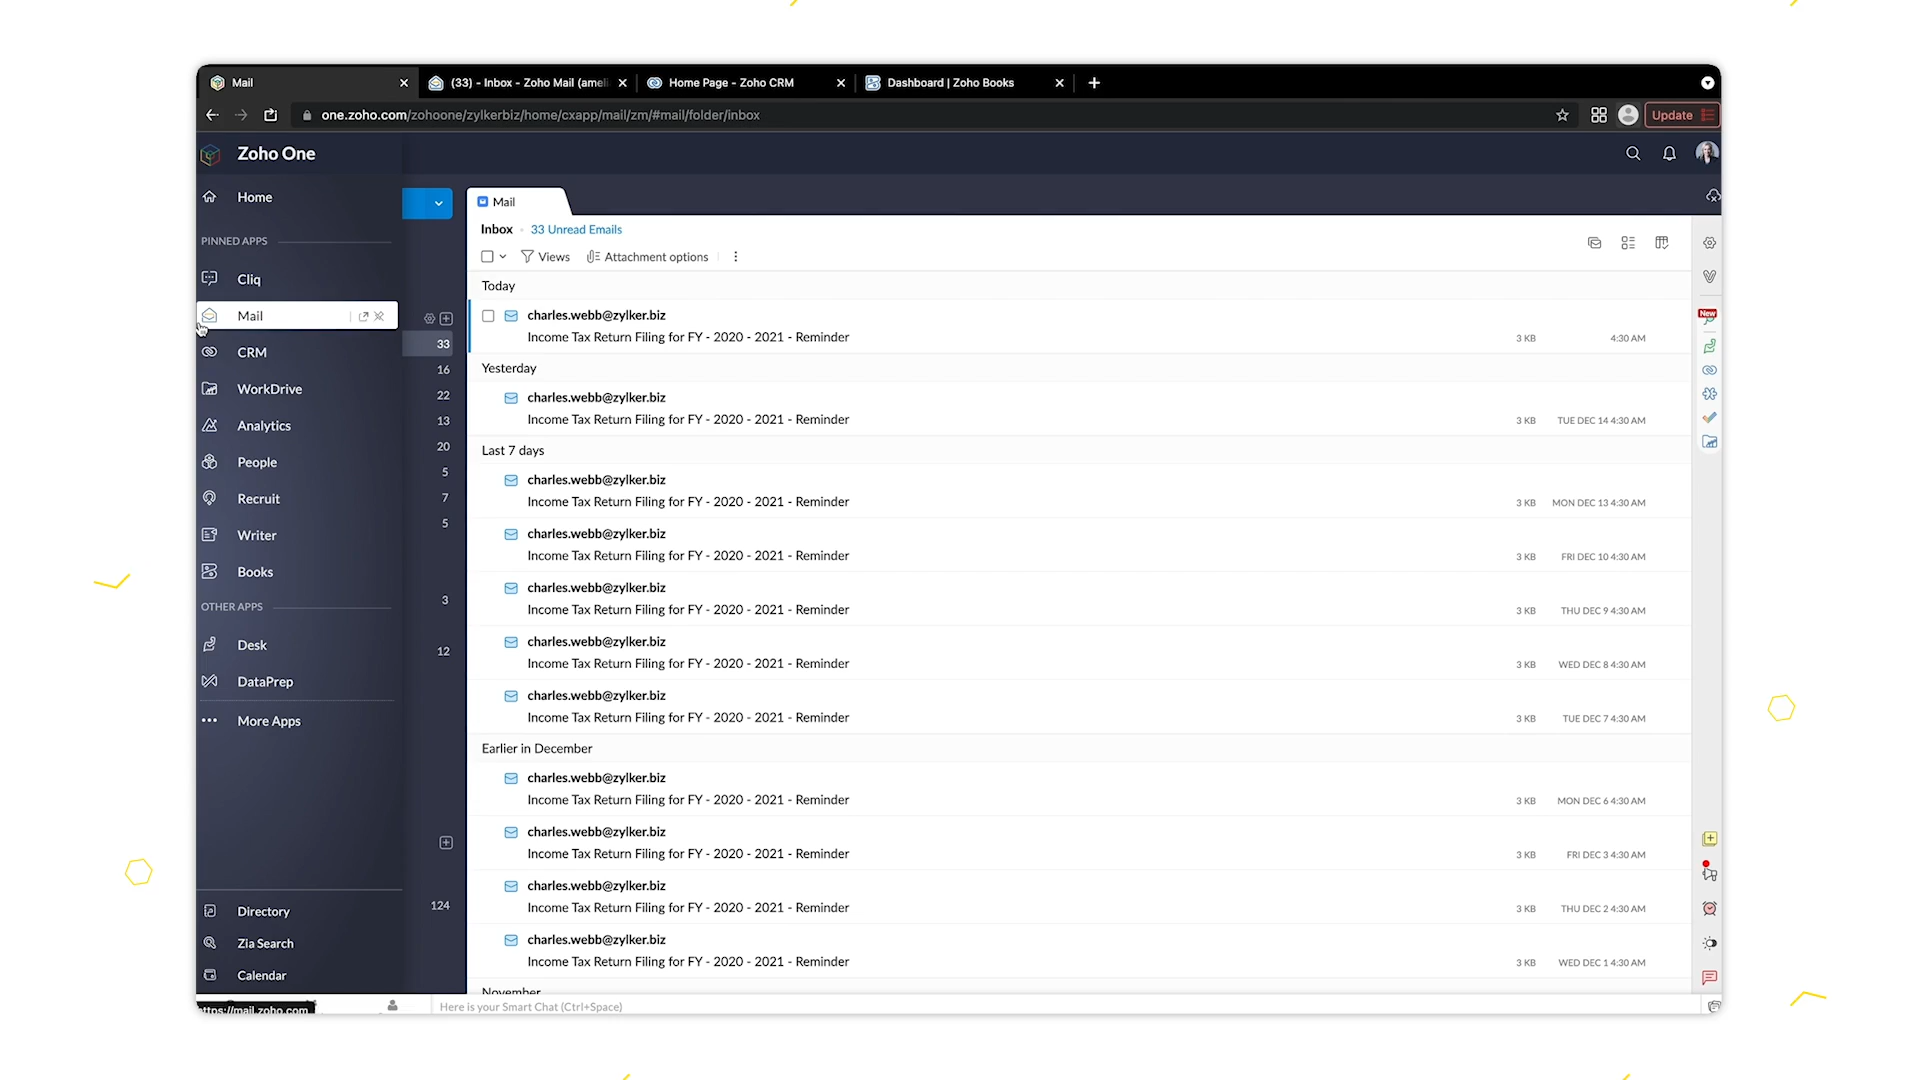 Mail
(33) - Inbox - Zoho Mail (ameli
Home Page - Zoho CRM
Dashboard | Zoho Books
one.zoho.com/zohoone/zylkerbiz/home/cxapp/mail/zm/#mail/folder/inbox
Update
Zoho One
Home
PINNED APPS
Cliq
Mail
CRM
WorkDrive
Analytics
People
Recruit
Writer
Books
OTHER APPS
Desk
DataPrep
More Apps
Directory
Zia Search
Calendar
33
16
22
13
20
5
7
5
3
12
124
Mail
Inbox
33 Unread Emails
Views
Attachment options
Today
charles.webb@zylker.biz
Income Tax Return Filing for FY - 2020 - 2021 - Reminder
3 KB 4:30 AM
Yesterday
charles.webb@zylker.biz
Income Tax Return Filing for FY - 2020 - 2021 - Reminder
3 KB TUE DEC 14 4:30 AM
Last 7 days
charles.webb@zylker.biz
Income Tax Return Filing for FY - 2020 - 2021 - Reminder
3 KB MON DEC 13 4:30 AM
charles.webb@zylker.biz
Income Tax Return Filing for FY - 2020 - 2021 - Reminder
3 KB FRI DEC 10 4:30 AM
charles.webb@zylker.biz
Income Tax Return Filing for FY - 2020 - 2021 - Reminder
3 KB THU DEC 9 4:30 AM
charles.webb@zylker.biz
Income Tax Return Filing for FY - 2020 - 2021 - Reminder
3 KB WED DEC 8 4:30 AM
charles.webb@zylker.biz
Income Tax Return Filing for FY - 2020 - 2021 - Reminder
3 KB TUE DEC 7 4:30 AM
Earlier in December
charles.webb@zylker.biz
Income Tax Return Filing for FY - 2020 - 2021 - Reminder
3 KB MON DEC 6 4:30 AM
charles.webb@zylker.biz
Income Tax Return Filing for FY - 2020 - 2021 - Reminder
3 KB FRI DEC 3 4:30 AM
charles.webb@zylker.biz
Income Tax Return Filing for FY - 2020 - 2021 - Reminder
3 KB THU DEC 2 4:30 AM
charles.webb@zylker.biz
Income Tax Return Filing for FY - 2020 - 2021 - Reminder
3 KB WED DEC 1 4:30 AM
November
New
https://mail.zoho.com
Here is your Smart Chat (Ctrl+Space)